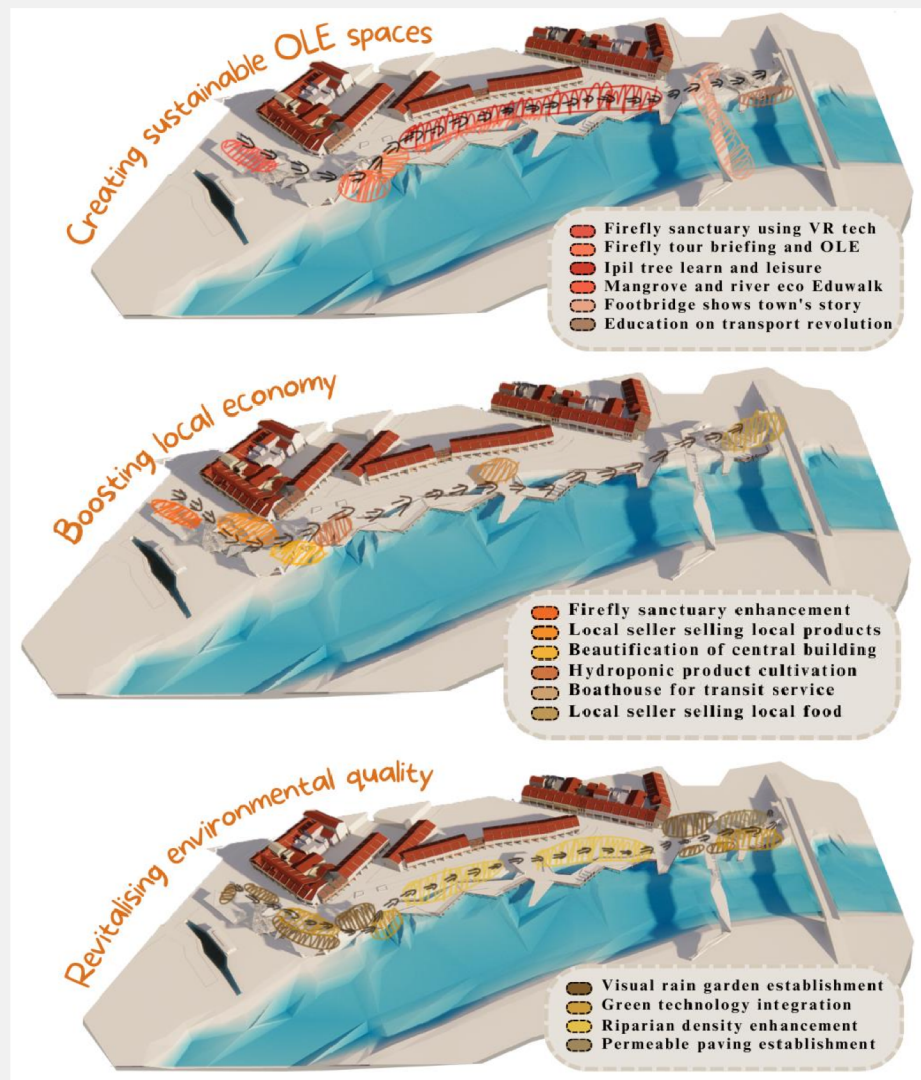 Creating sustainable OLE spaces
Firefly sanctuary using VR tech
Firefly tour briefing and OLE
Ipil tree learn and leisure
Mangrove and river eco Eduwalk
Footbridge shows town's story
Education on transport revolution
Boosting local economy
Firefly sanctuary enhancement
Local seller selling local products
Beautification of central building
Hydroponic product cultivation
Boathouse for transit service
Local seller selling local food
Revitalising environmental quality
Visual rain garden establishment
Green technology integration
Riparian density enhancement
Permeable paving establishment